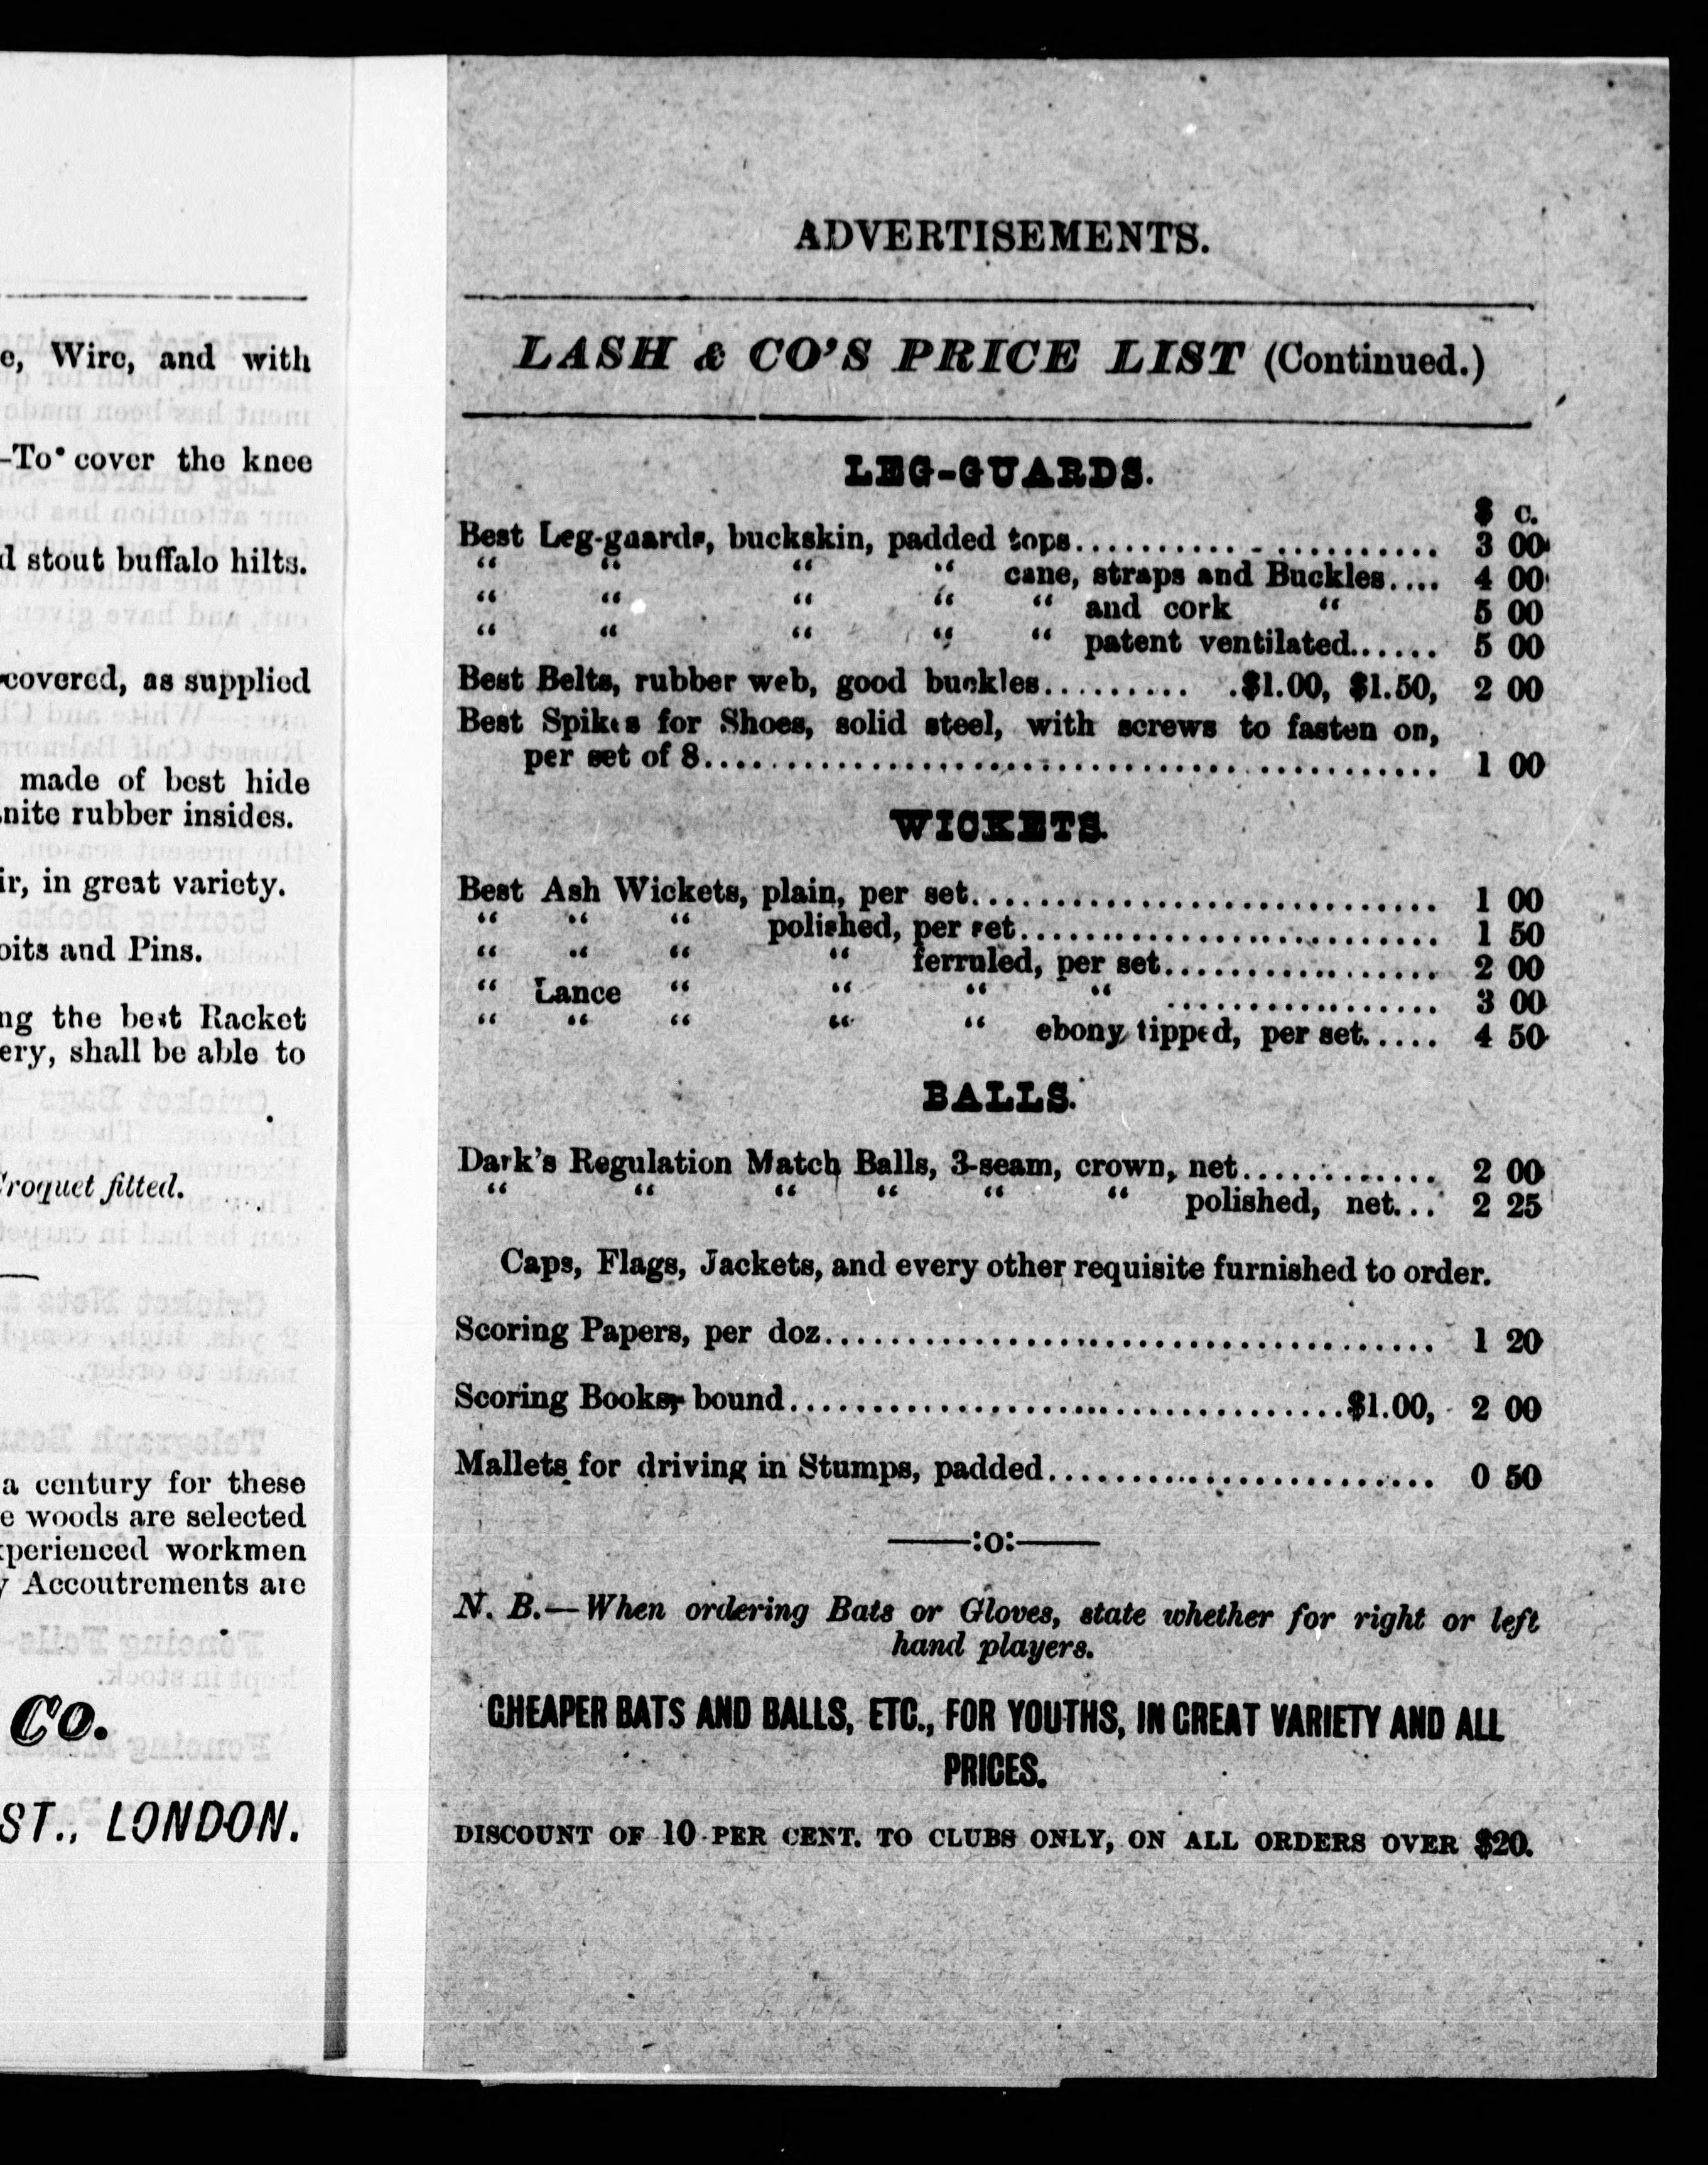 e, Wire, and with
-To cover the knee
d stout buffalo hilts.
covered, as supplied
made of best hide
nite rubber insides.
ir, in great variety.
oits and Pins.
ng the best Racket
ery, shall be able to
Croquet fitted.
a century for these
e woods are selected
xperienced workmen
y Accoutrements are
Co.
ST., LONDON.
ADVERTISEMENTS.
LASH & CO'S PRICE LIST (Continued.)
LEG-GUARDS.
$ c.
Best Leg-guards, buckskin, padded tops.......... 3 00
“ “ “ “ cane, straps and Buckles.... 4 00
“ “ “ “ “ and cork “ 5 00
“ “ “ “ “ patent ventilated...... 5 00
Best Belts, rubber web, good buckles......... $1.00, $1.50, 2 00
Best Spikes for Shoes, solid steel, with screws to fasten on,
per set of 8.......... 1 00
WICKETS.
Best Ash Wickets, plain, per set.......... 1 00
“ “ “ polished, per set.......... 1 50
“ “ “ “ ferruled, per set.......... 2 00
“ Lance “ “ “ “ .......... 3 00
“ “ “ “ “ ebony tipped, per set..... 4 50
BALLS.
Dark's Regulation Match Balls, 3-seam, crown, net.......... 2 00
“ “ “ “ “ “ polished, net... 2 25
Caps, Flags, Jackets, and every other requisite furnished to order.
Scoring Papers, per doz.......... 1 20
Scoring Books, bound..........$1.00, 2 00
Mallets for driving in Stumps, padded.......... 0 50
——:o:——
N. B.—When ordering Bats or Gloves, state whether for right or left
hand players.
CHEAPER BATS AND BALLS, ETC., FOR YOUTHS, IN GREAT VARIETY AND ALL
PRICES.
DISCOUNT OF 10 PER CENT. TO CLUBS ONLY, ON ALL ORDERS OVER $20.